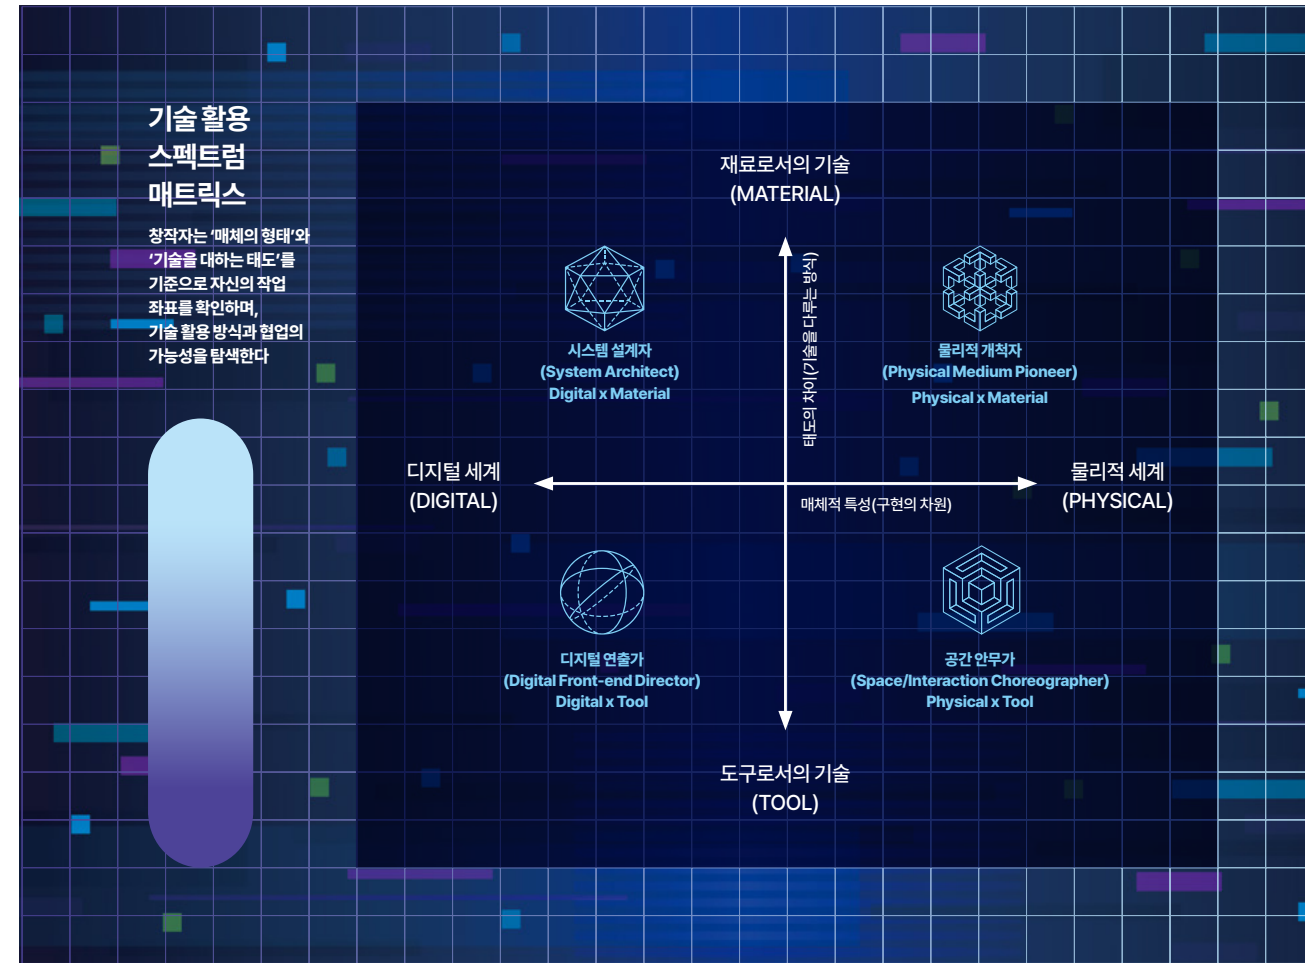 기술 활용
스펙트럼
매트릭스
창작자는 ‘매체의 형태’와
‘기술을 대하는 태도’를
기준으로 자신의 작업
좌표를 확인하며,
기술 활용 방식과 협업의
가능성을 탐색한다
재료로서의 기술
(MATERIAL)
태도의 차이(기술을 다루는 방식)
시스템 설계자
(System Architect)
Digital x Material
물리적 개척자
(Physical Medium Pioneer)
Physical x Material
디지털 세계
(DIGITAL)
매체적 특성(구현의 차원)
물리적 세계
(PHYSICAL)
디지털 연출가
(Digital Front-end Director)
Digital x Tool
공간 안무가
(Space/Interaction Choreographer)
Physical x Tool
도구로서의 기술
(TOOL)